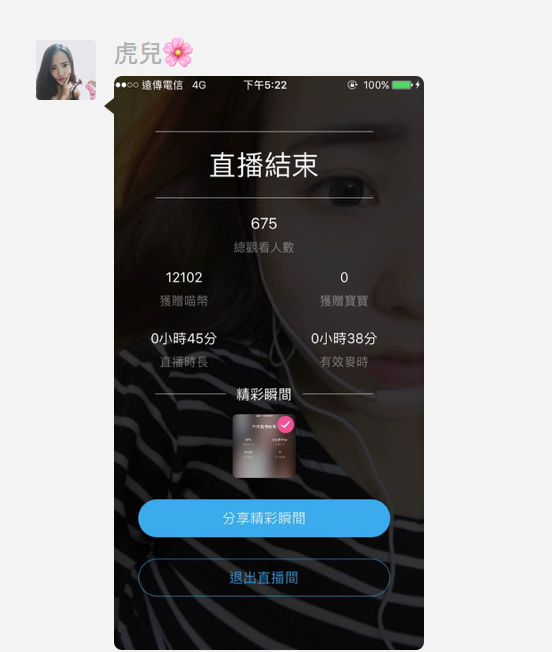 虎兒🌸
遠傳電信 4G 下午5:22 100%
直播結束
675
總觀看人數
12102 0
獲贈喵幣 獲贈寶寶
0小時45分 0小時38分
直播時長 有效麥時
精彩瞬間
分享精彩瞬間
退出直播間